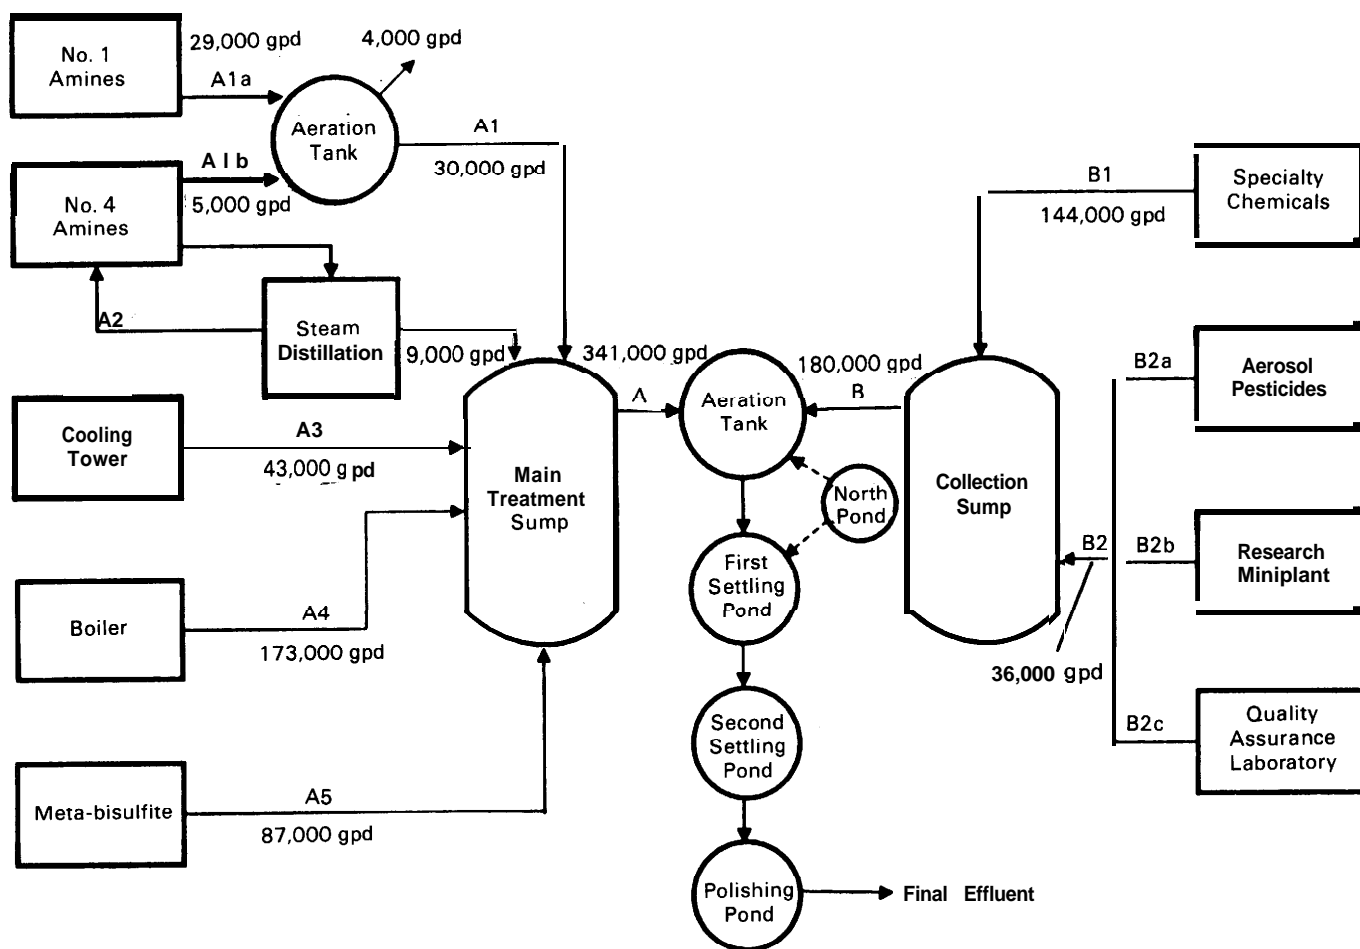 No. 1
Amines
29,000 gpd
A1a
4,000 gpd
Aeration
Tank
A1
30,000 gpd
No. 4
Amines
A I b
5,000 gpd
A2
Steam
Distillation
9,000 gpd
Cooling
Tower
A3
43,000 gpd
Boiler
A4
173,000 gpd
Meta-bisulfite
A5
87,000 gpd
Main
Treatment
Sump
341,000 gpd
A
Aeration
Tank
180,000 gpd
B
North
Pond
First
Settling
Pond
Second
Settling
Pond
Polishing
Pond
Final Effluent
Collection
Sump
B1
144,000 gpd
Specialty
Chemicals
B2a
Aerosol
Pesticides
B2
36,000 gpd
B2b
Research
Miniplant
B2c
Quality
Assurance
Laboratory